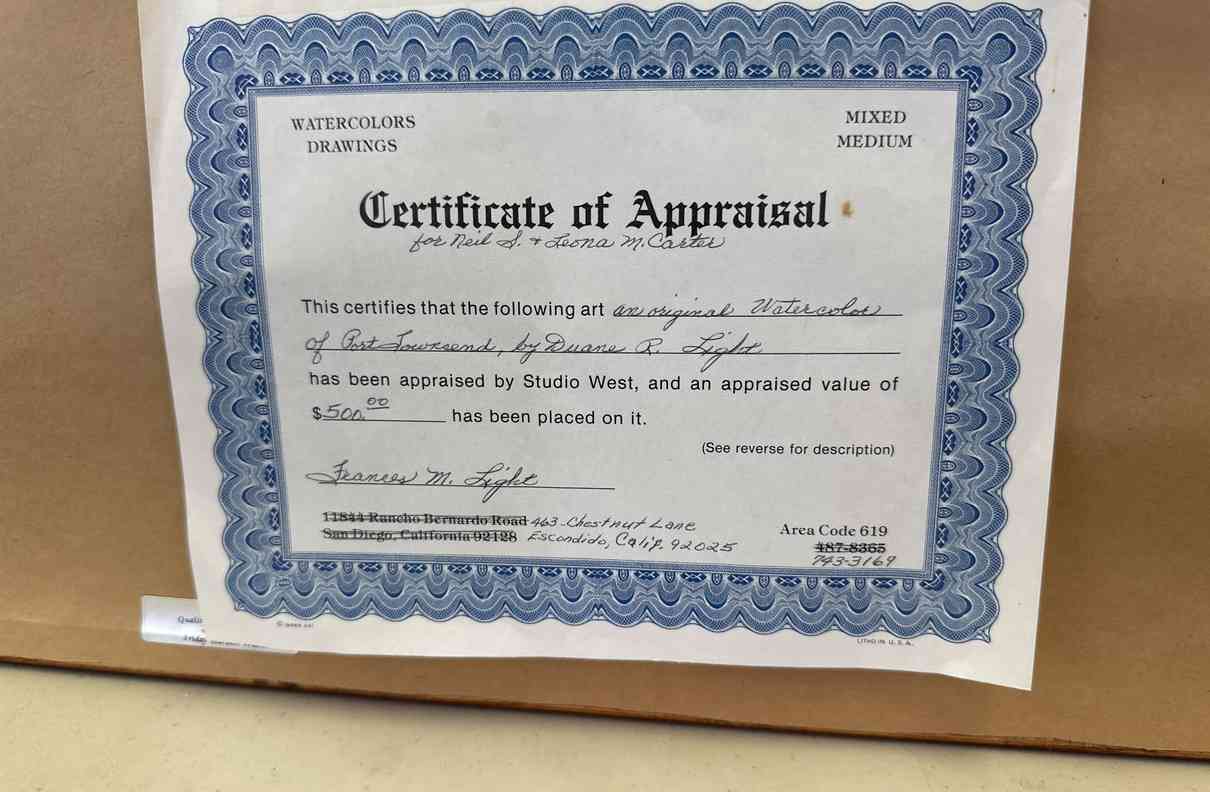 WATERCOLORS
DRAWINGS
MIXED
MEDIUM
Certificate of Appraisal
for Neil S. + Leona M. Carter
This certifies that the following art an original Watercolor
of Port Townsend, by Duane R. Light
has been appraised by Studio West, and an appraised value of
$500.00 has been placed on it.
(See reverse for description)
Frances M. Light
11844 Rancho Bernardo Road 463 Chestnut Lane
San Diego, California 92128 Escondido, Calif. 92025
Area Code 619
487-8365
743-3169
LITHO IN U.S.A.